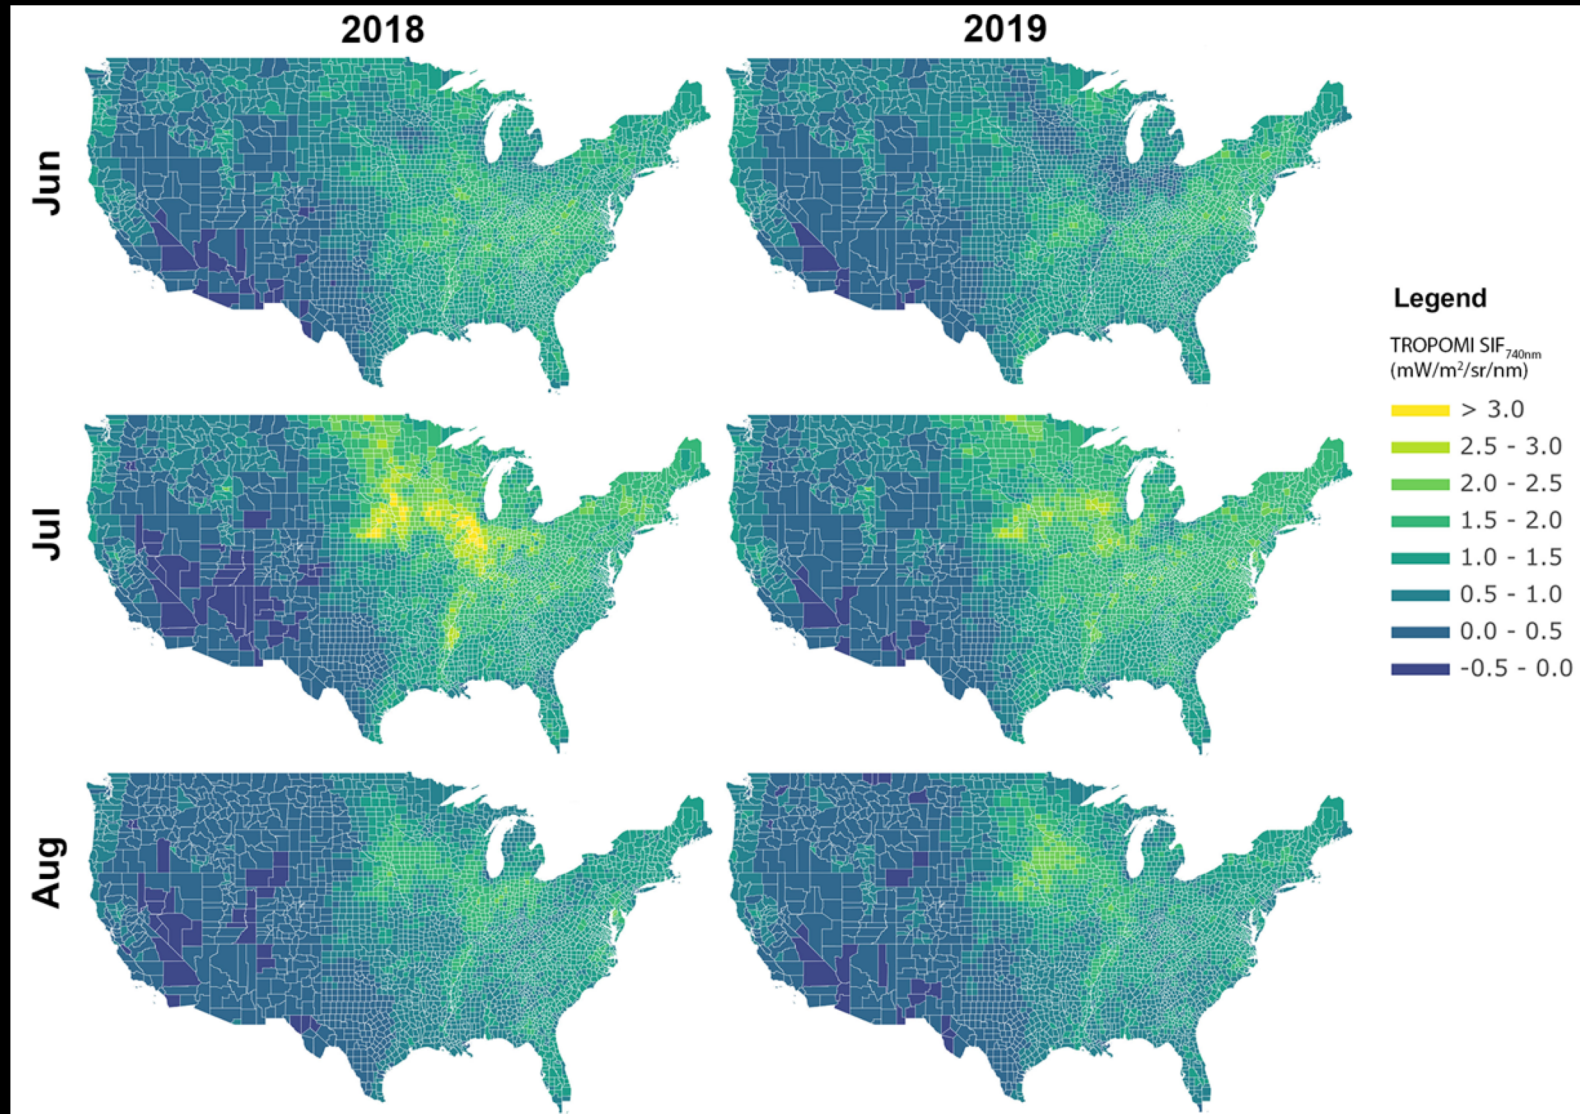 2018
2019
Jun
Jul
Aug
Legend
TROPOMI SIF740nm
(mW/m²/sr/nm)
> 3.0
2.5 - 3.0
2.0 - 2.5
1.5 - 2.0
1.0 - 1.5
0.5 - 1.0
0.0 - 0.5
-0.5 - 0.0